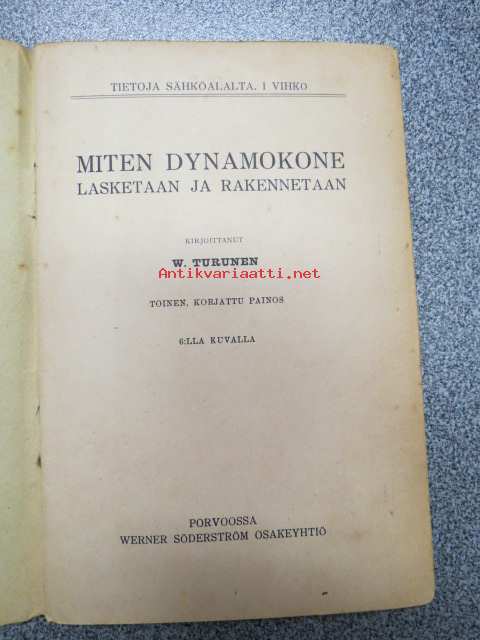 TIETOJA SÄHKÖALALTA. I VIHKO
MITEN DYNAMOKONE
LASKETAAN JA RAKENNETAAN
KIRJOITTANUT
W. TURUNEN
Antikvariaatti.net
TOINEN, KORJATTU PAINOS
6:LLA KUVALLA
PORVOOSSA
WERNER SÖDERSTRÖM OSAKEYHTIÖ